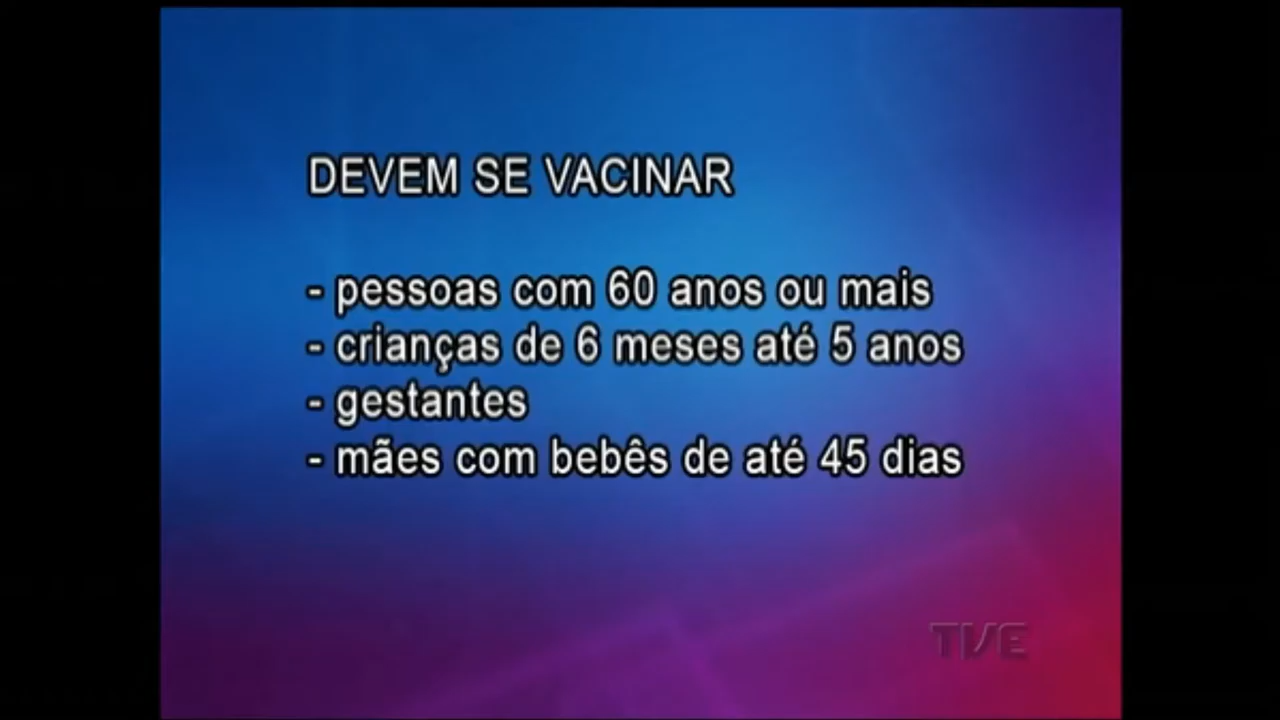 DEVEM SE VACINAR
- pessoas com 60 anos ou mais
- crianças de 6 meses até 5 anos
- gestantes
- mães com bebês de até 45 dias
TVE